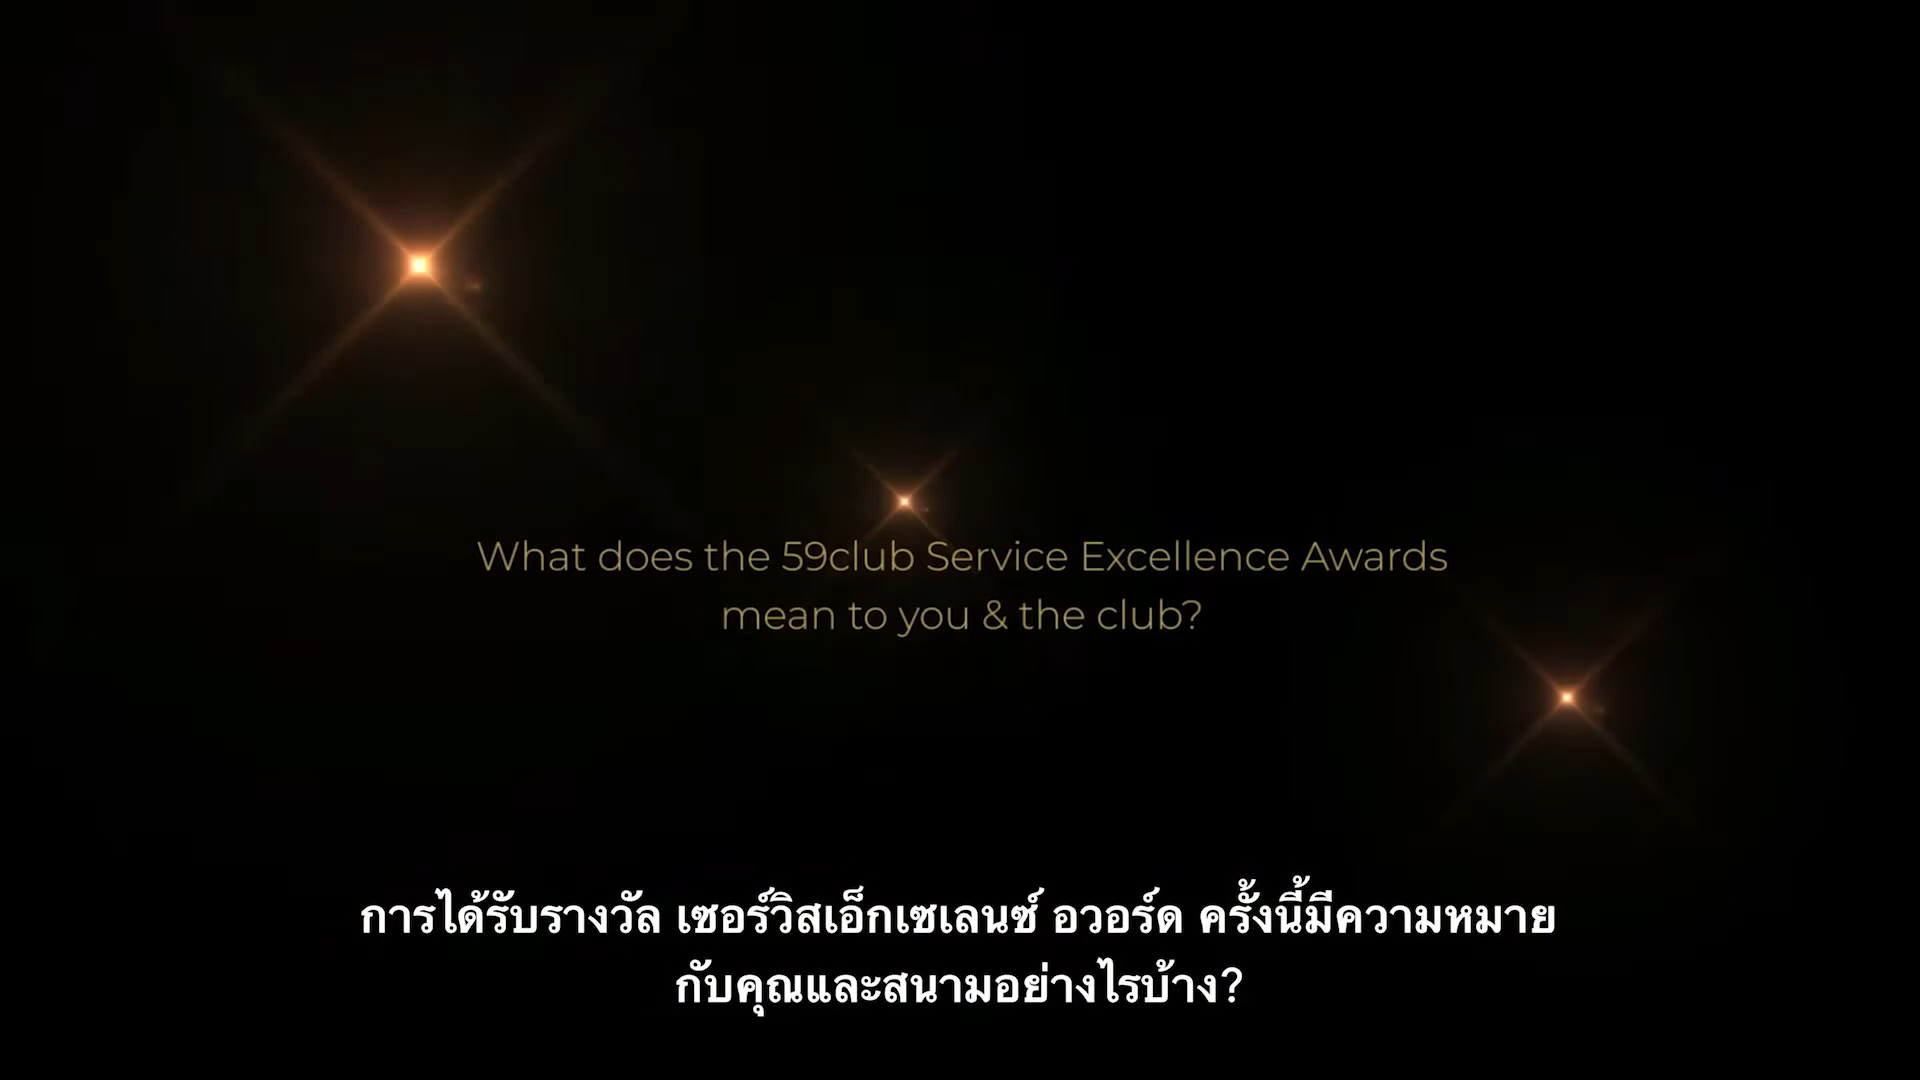 What does the 59club Service Excellence Awards
mean to you & the club?
การได้รับรางวัล เซอร์วิสเอ็กเซเลนซ์ อวอร์ด ครั้งนี้มีความหมาย
กับคุณและสนามอย่างไรบ้าง?